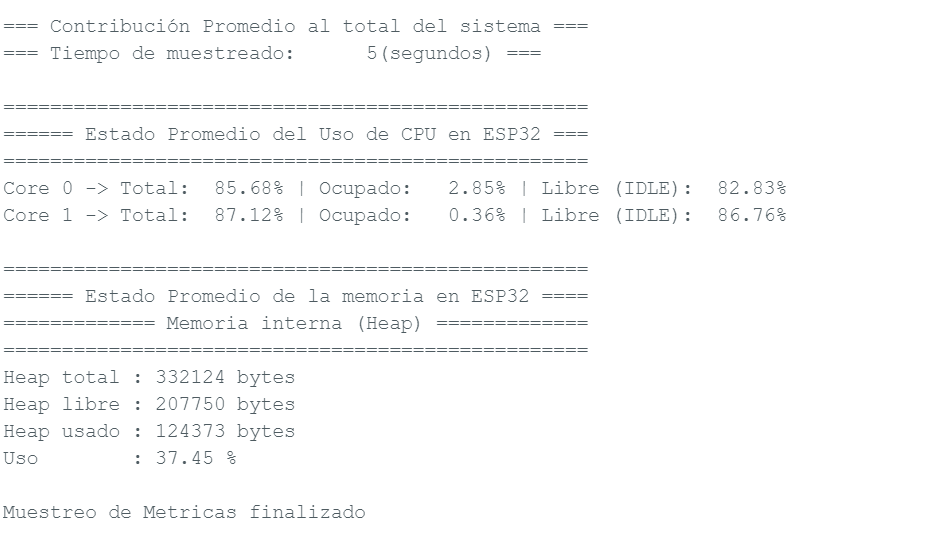 === Contribución Promedio al total del sistema ===
=== Tiempo de muestreado:      5(segundos) ===
==================================================
====== Estado Promedio del Uso de CPU en ESP32 ===
==================================================
Core 0 -> Total:  85.68% | Ocupado:   2.85% | Libre (IDLE):  82.83%
Core 1 -> Total:  87.12% | Ocupado:   0.36% | Libre (IDLE):  86.76%
==================================================
====== Estado Promedio de la memoria en ESP32 ====
============= Memoria interna (Heap) =============
==================================================
Heap total : 332124 bytes
Heap libre : 207750 bytes
Heap usado : 124373 bytes
Uso        : 37.45 %
Muestreo de Metricas finalizado